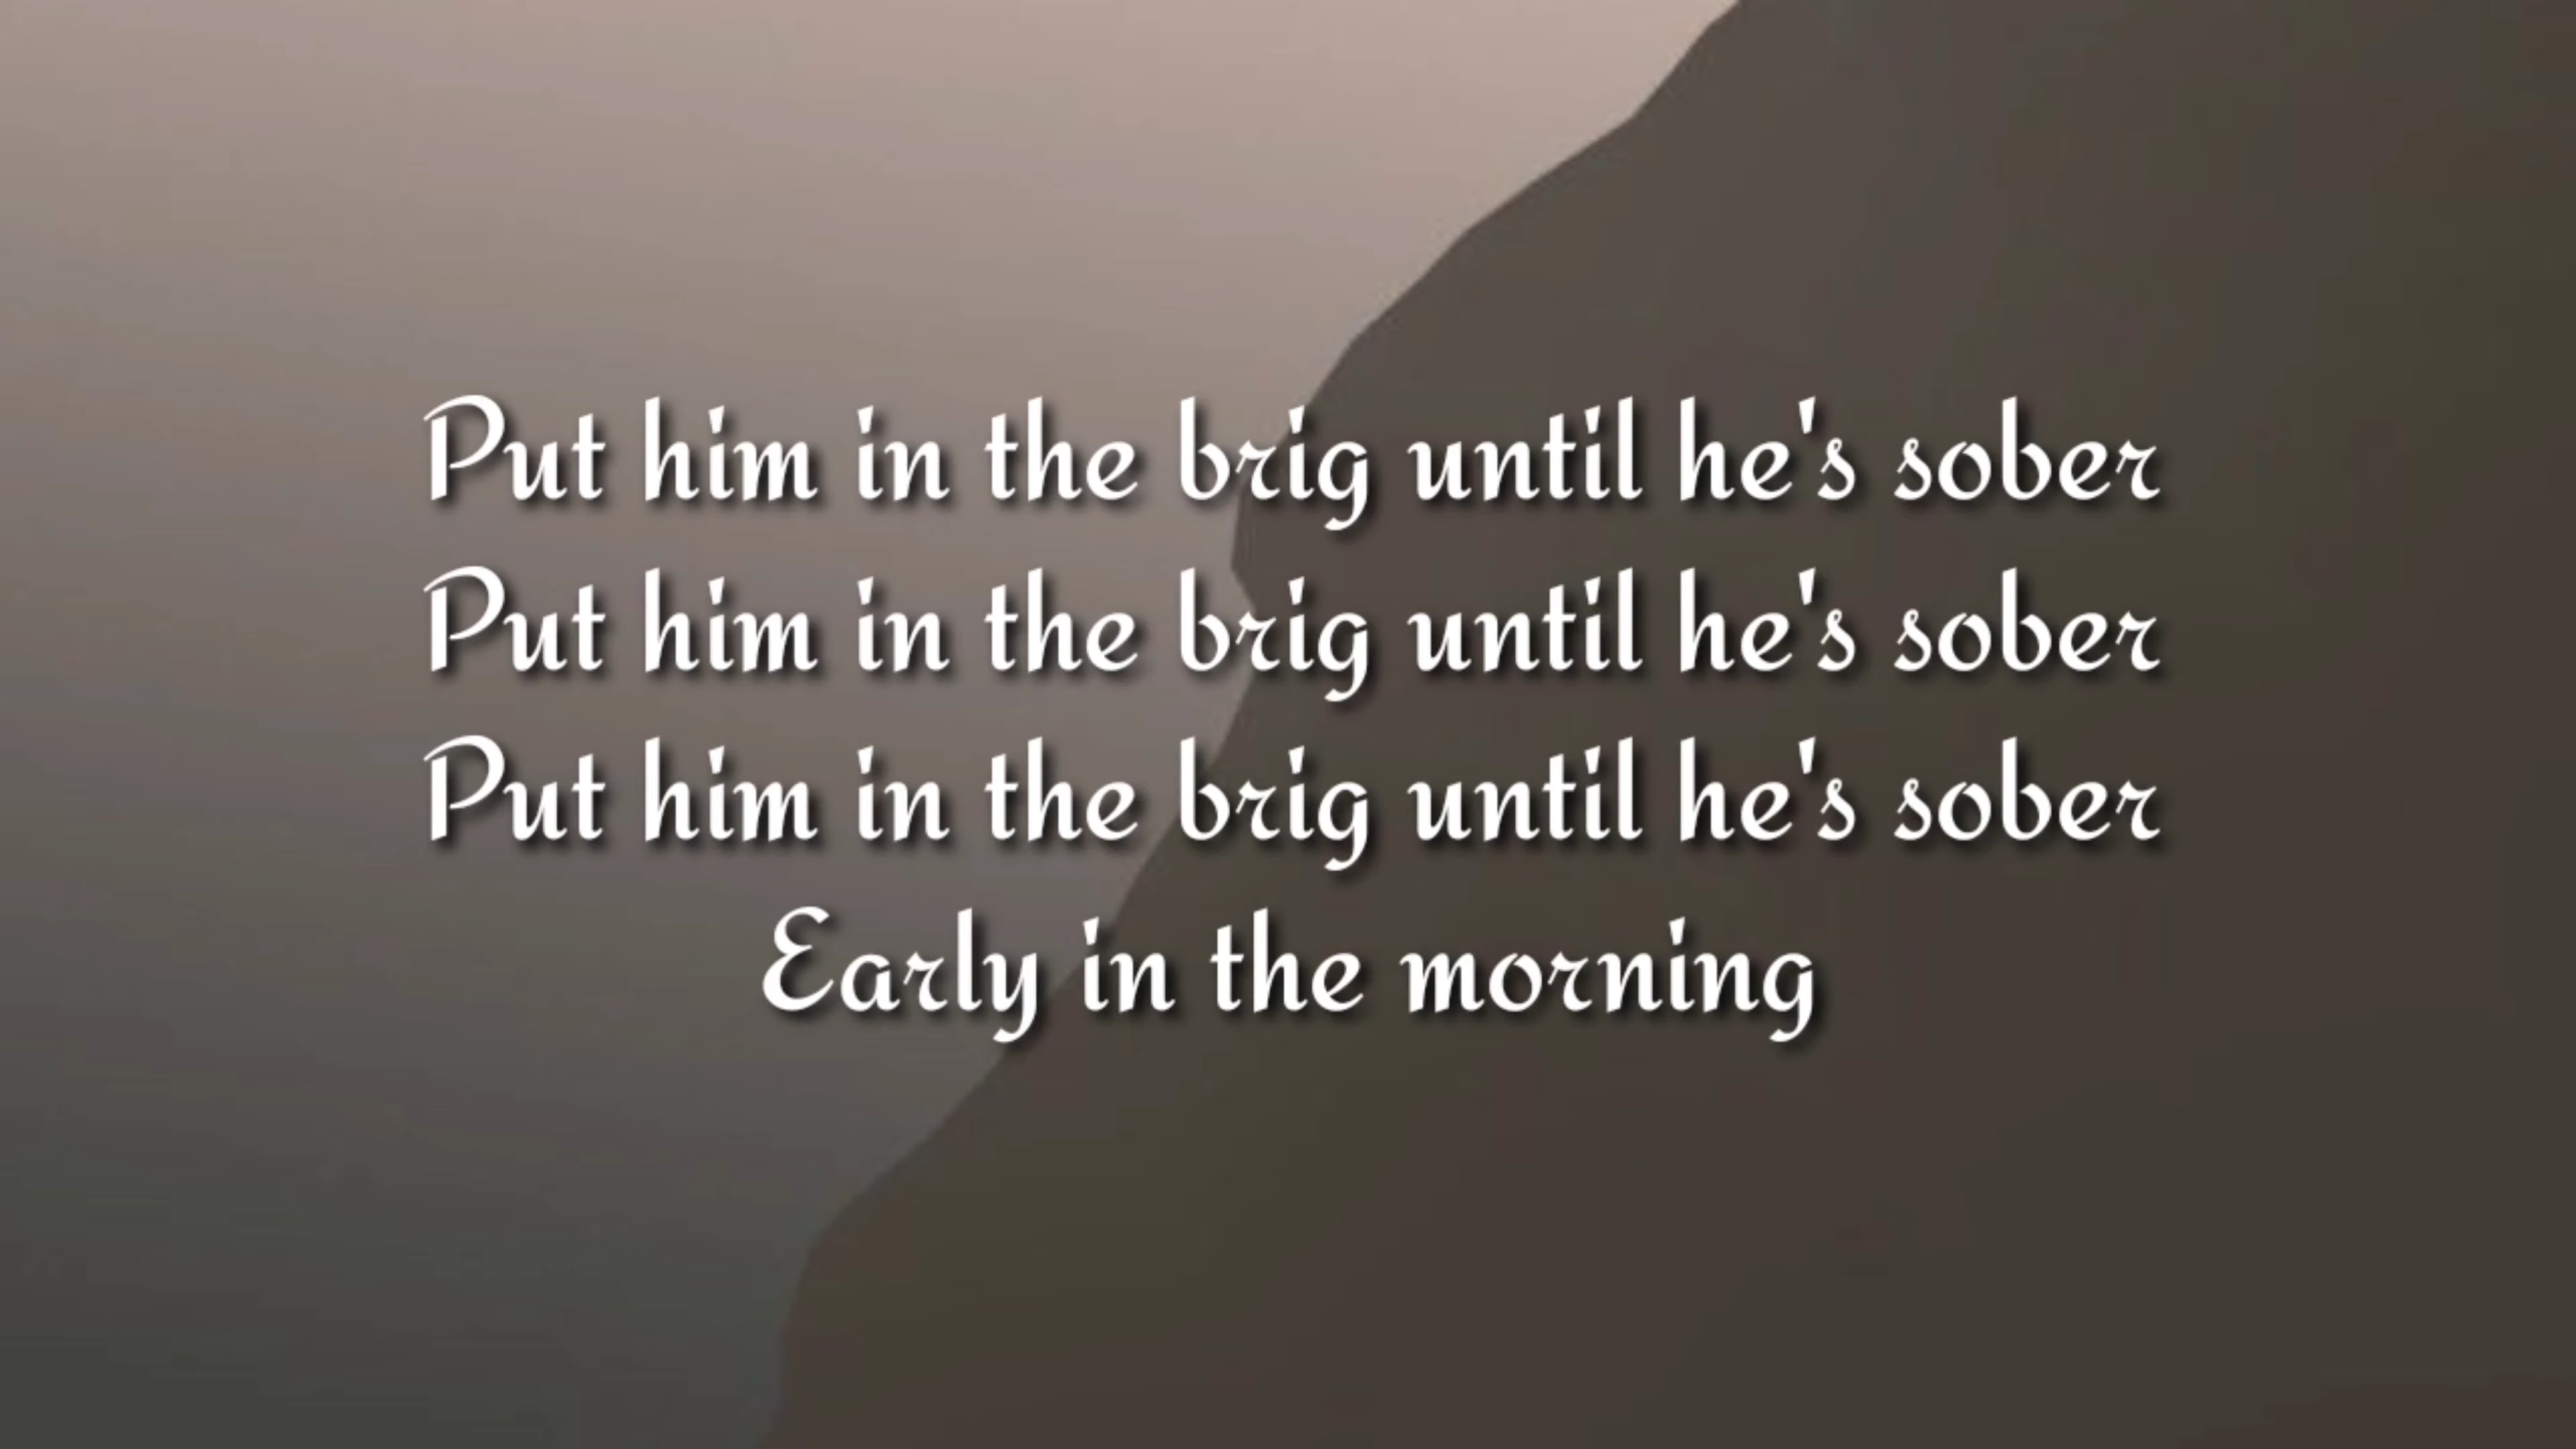 Put him in the brig until he's sober
Put him in the brig until he's sober
Put him in the brig until he's sober
Early in the morning